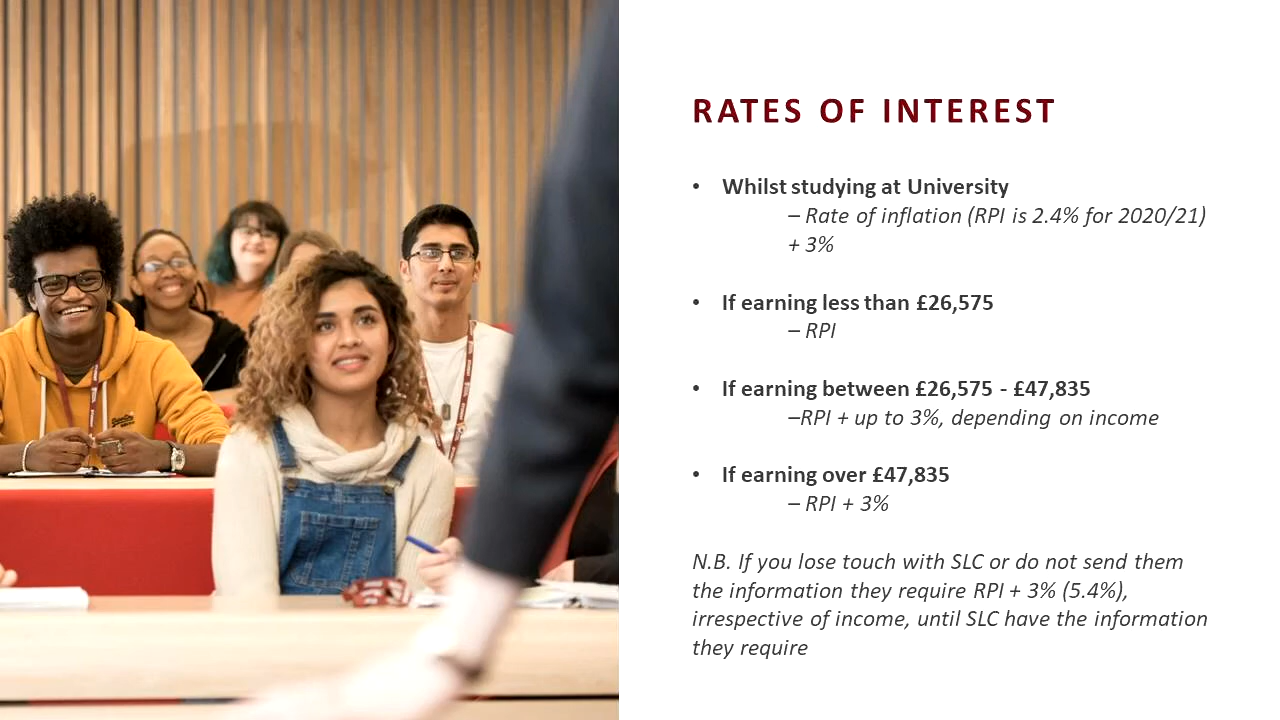 RATES OF INTEREST
• Whilst studying at University
– Rate of inflation (RPI is 2.4% for 2020/21)
+ 3%
• If earning less than £26,575
– RPI
• If earning between £26,575 - £47,835
–RPI + up to 3%, depending on income
• If earning over £47,835
– RPI + 3%
N.B. If you lose touch with SLC or do not send them
the information they require RPI + 3% (5.4%),
irrespective of income, until SLC have the information
they require